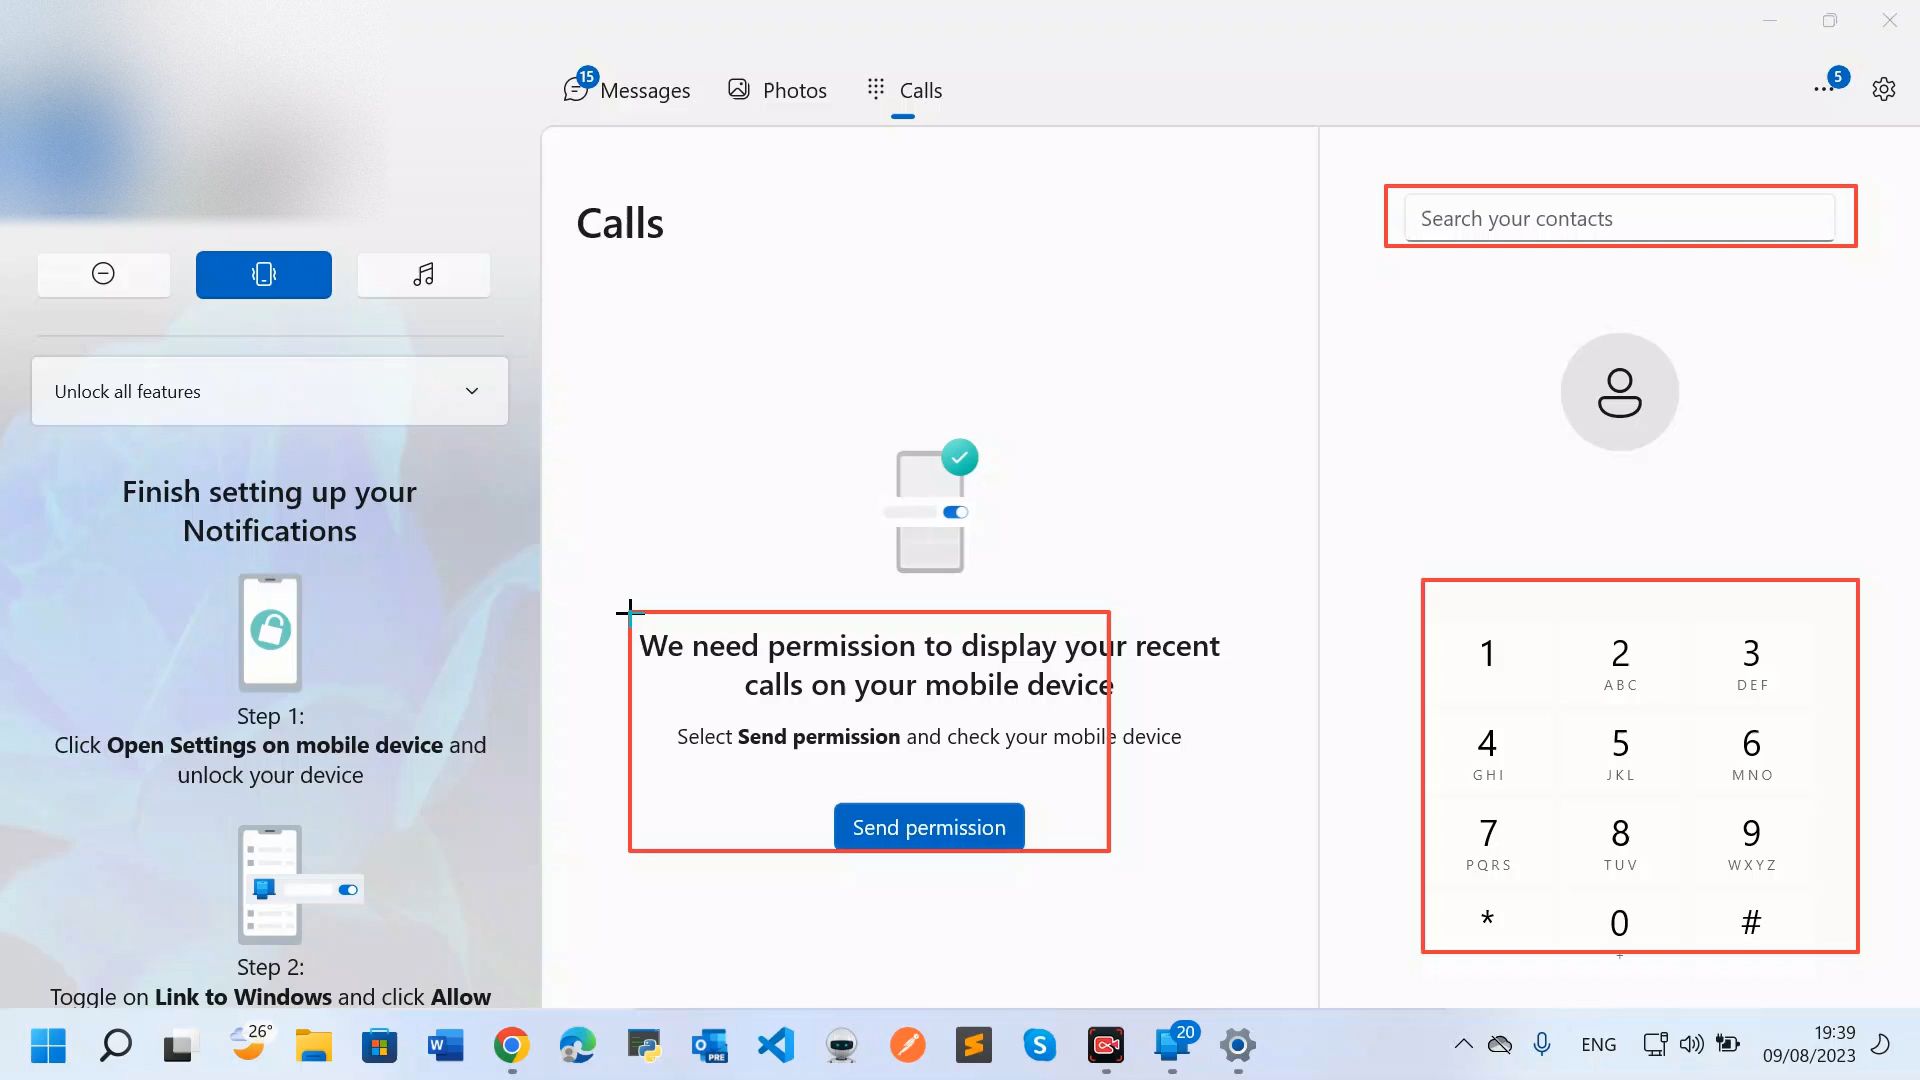 15
Messages
Photos
Calls
5
Calls
Search your contacts
Unlock all features
Finish setting up your
Notifications
Step 1:
Click Open Settings on mobile device and
unlock your device
Step 2:
Toggle on Link to Windows and click Allow
We need permission to display your recent
calls on your mobile device
Select Send permission and check your mobile device
Send permission
1
2
ABC
3
DEF
4
GHI
5
JKL
6
MNO
7
PQRS
8
TUV
9
WXYZ
*
0
+
#
26°
W
O
PRE
S
20
ENG
19:39
09/08/2023